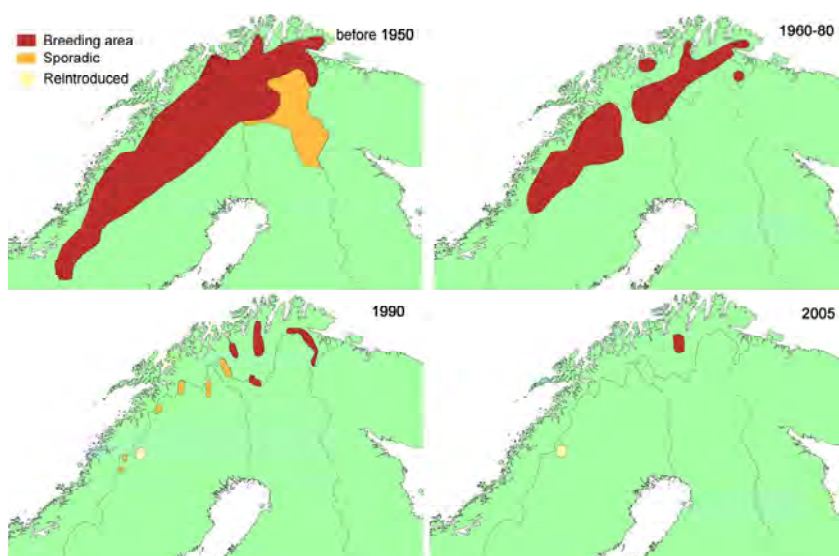 before 1950
Breeding area
Sporadic
Reintroduced
1960-80
1990
2005